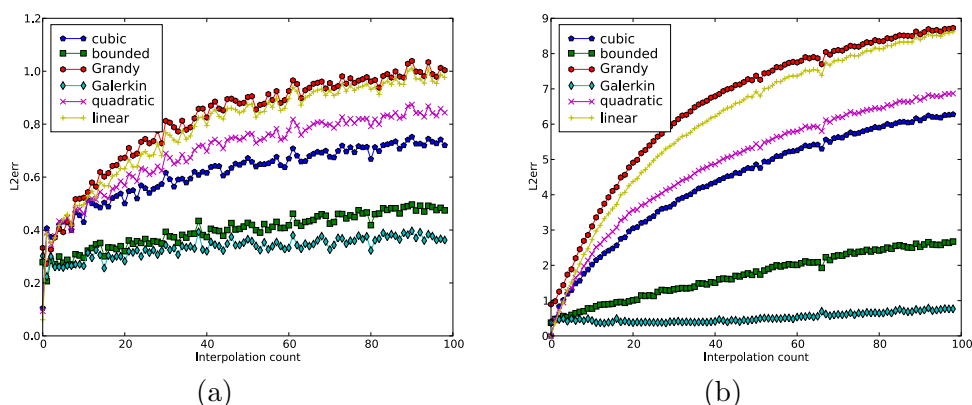 1.2
1.0
0.8
0.6
0.4
0.2
0.0
L2err
cubic
bounded
Grandy
Galerkin
quadratic
linear
0 20 40 60 80 100
Interpolation count
(a)
9
8
7
6
5
4
3
2
1
0
L2err
cubic
bounded
Grandy
Galerkin
quadratic
linear
0 20 40 60 80 100
Interpolation count
(b)